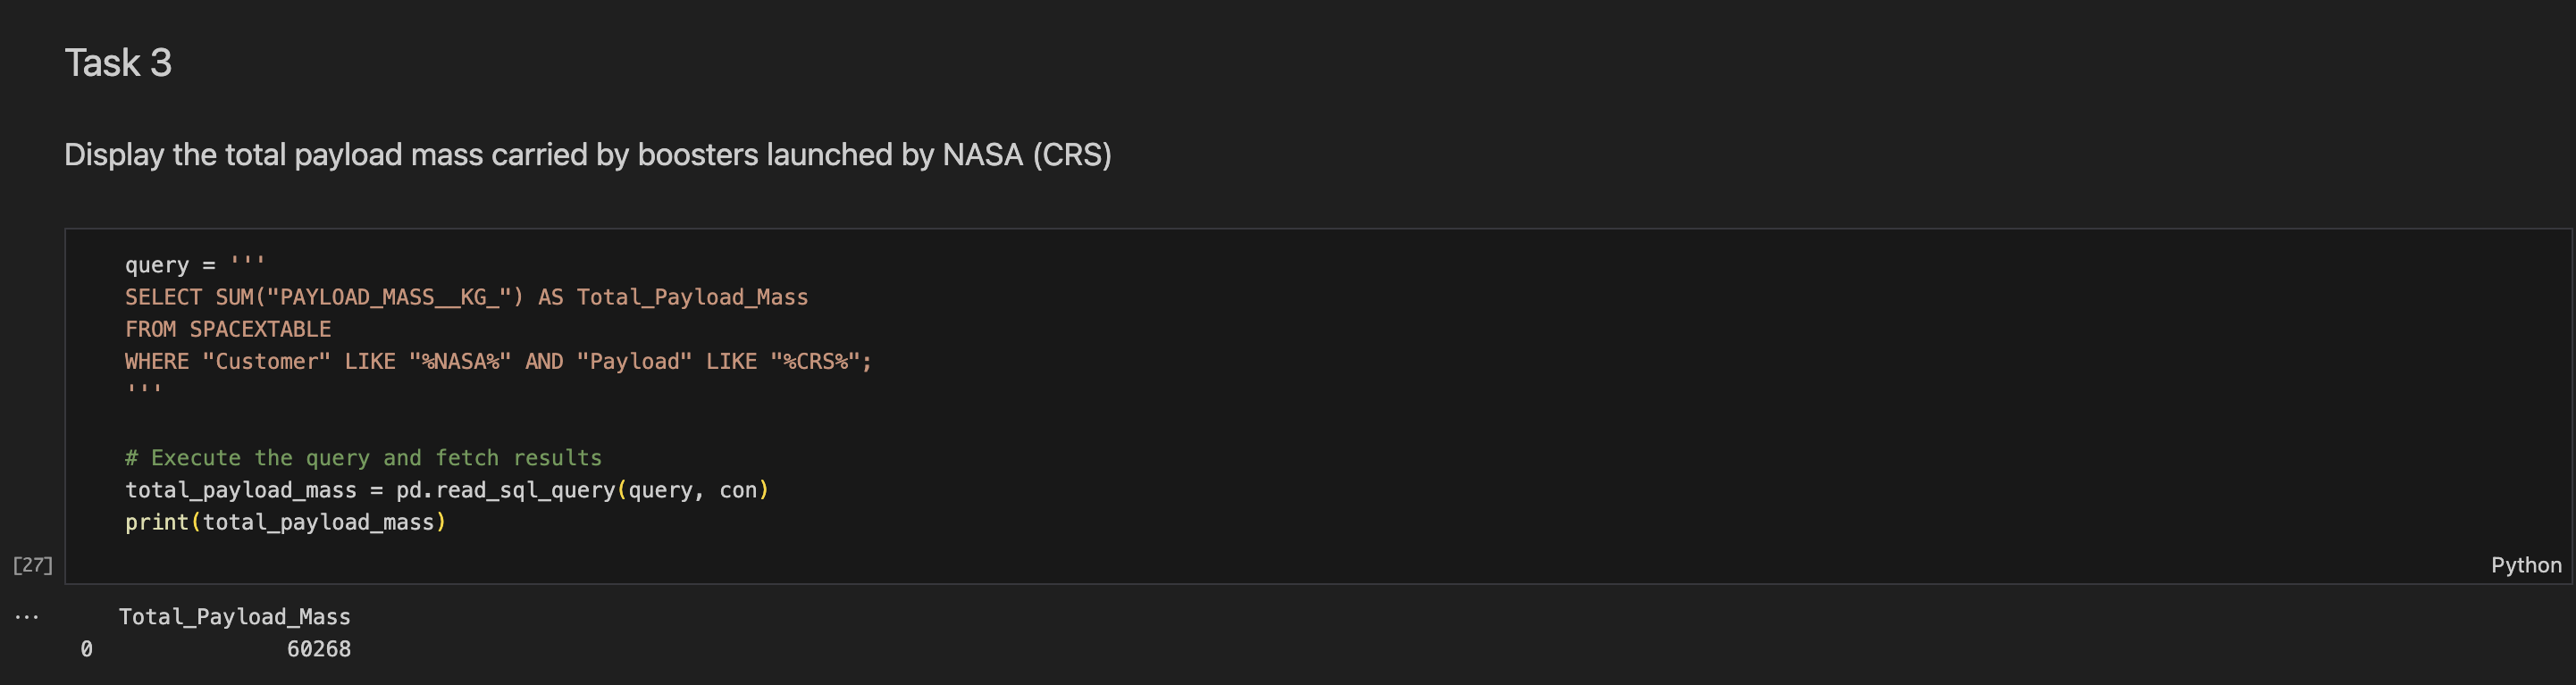 Task 3
Display the total payload mass carried by boosters launched by NASA (CRS)
query = '''
SELECT SUM("PAYLOAD_MASS__KG_") AS Total_Payload_Mass
FROM SPACEXTABLE
WHERE "Customer" LIKE "%NASA%" AND "Payload" LIKE "%CRS%";
'''
# Execute the query and fetch results
total_payload_mass = pd.read_sql_query(query, con)
print(total_payload_mass)
[27]
Python
...
Total_Payload_Mass
0 60268